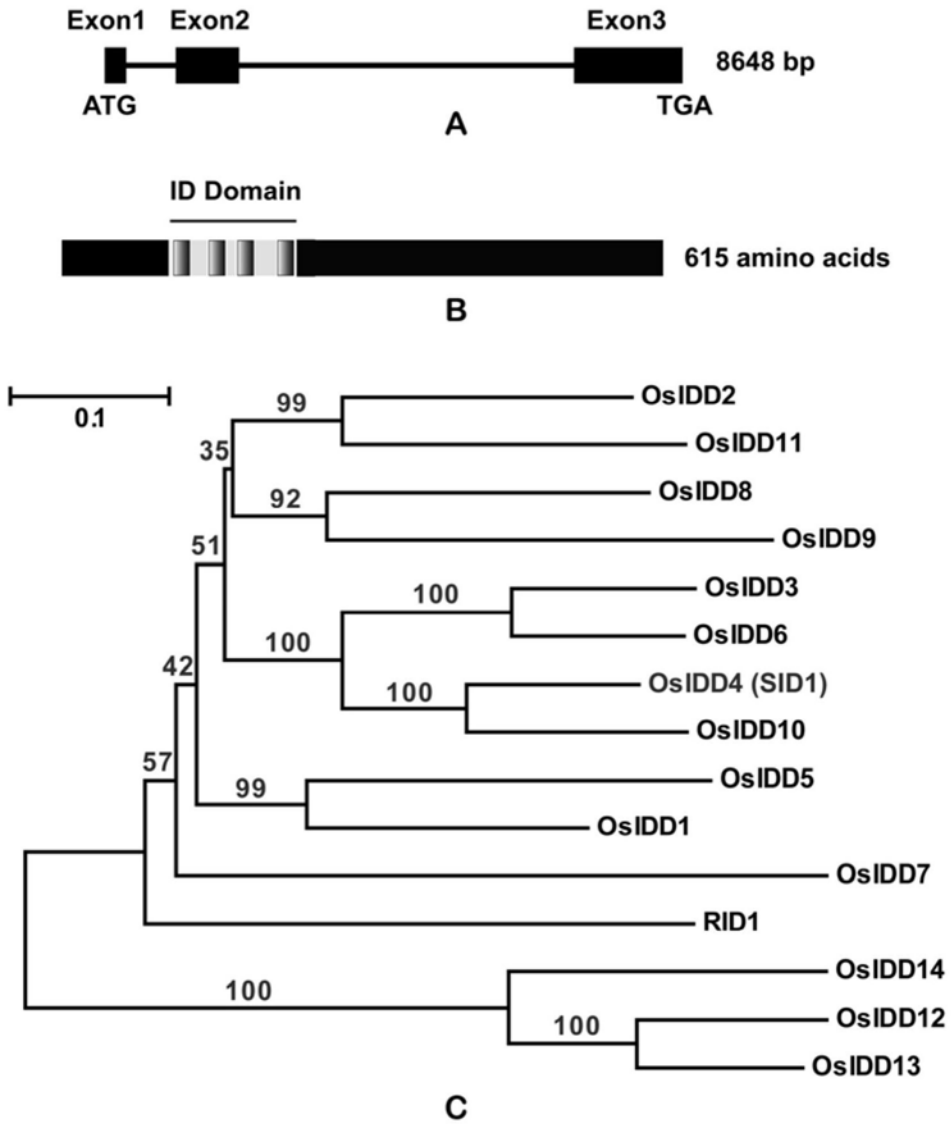 Exon1 Exon2 Exon3
8648 bp
ATG TGA
A
ID Domain
615 amino acids
B
0.1
99
OsIDD2
OsIDD11
35
92
OsIDD8
OsIDD9
51
100
OsIDD3
OsIDD6
100
100
OsIDD4 (SID1)
OsIDD10
42
99
OsIDD5
OsIDD1
57
OsIDD7
RID1
100
OsIDD14
100
OsIDD12
OsIDD13
C